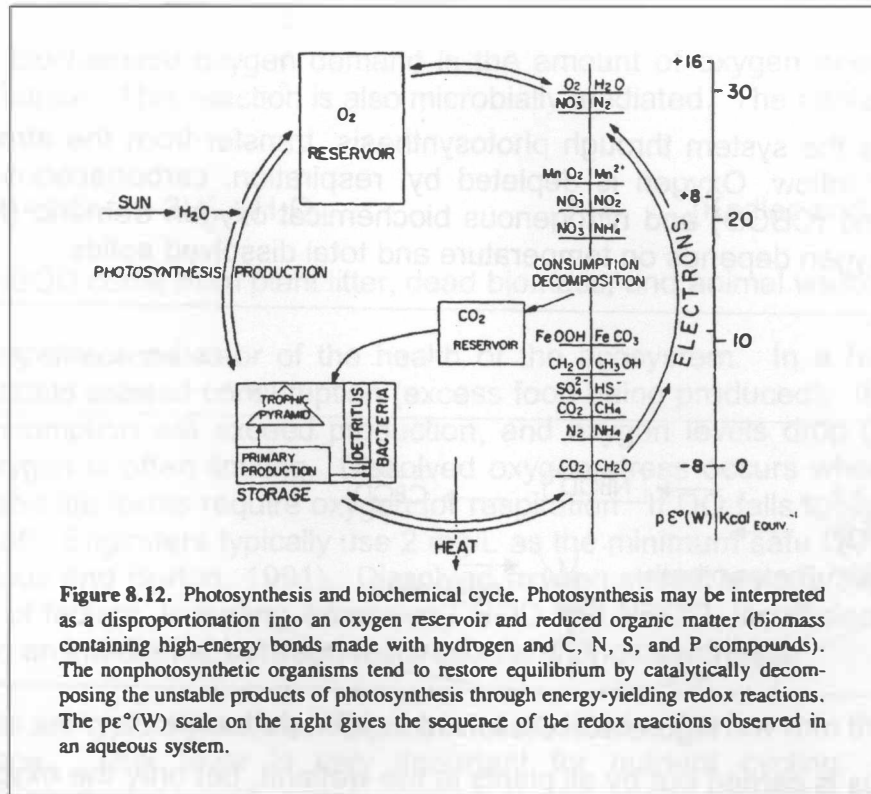 +16
30
O₂ H₂O
NO₃⁻ N₂
O₂
RESERVOIR
MnO₂ Mn²⁺
NO₃⁻ NO₂⁻
NO₃⁻ NH₄⁺
+8
20
SUN H₂O
PHOTOSYNTHESIS PRODUCTION
CONSUMPTION DECOMPOSITION
ELECTRONS
CO₂
RESERVOIR
10
FeOOH FeCO₃
CH₂O CH₃OH
SO₄²⁻ HS⁻
CO₂ CH₄
N₂ NH₄
CO₂ CH₂O
-8 0
TROPHIC
PYRAMID
DETRITUS
BACTERIA
PRIMARY
PRODUCTION
STORAGE
HEAT
pE°(W) Kcal EQUIV.⁻¹
Figure 8.12. Photosynthesis and biochemical cycle. Photosynthesis may be interpreted
as a disproportionation into an oxygen reservoir and reduced organic matter (biomass
containing high-energy bonds made with hydrogen and C, N, S, and P compounds).
The nonphotosynthetic organisms tend to restore equilibrium by catalytically decom-
posing the unstable products of photosynthesis through energy-yielding redox reactions.
The pe°(W) scale on the right gives the sequence of the redox reactions observed in
an aqueous system.